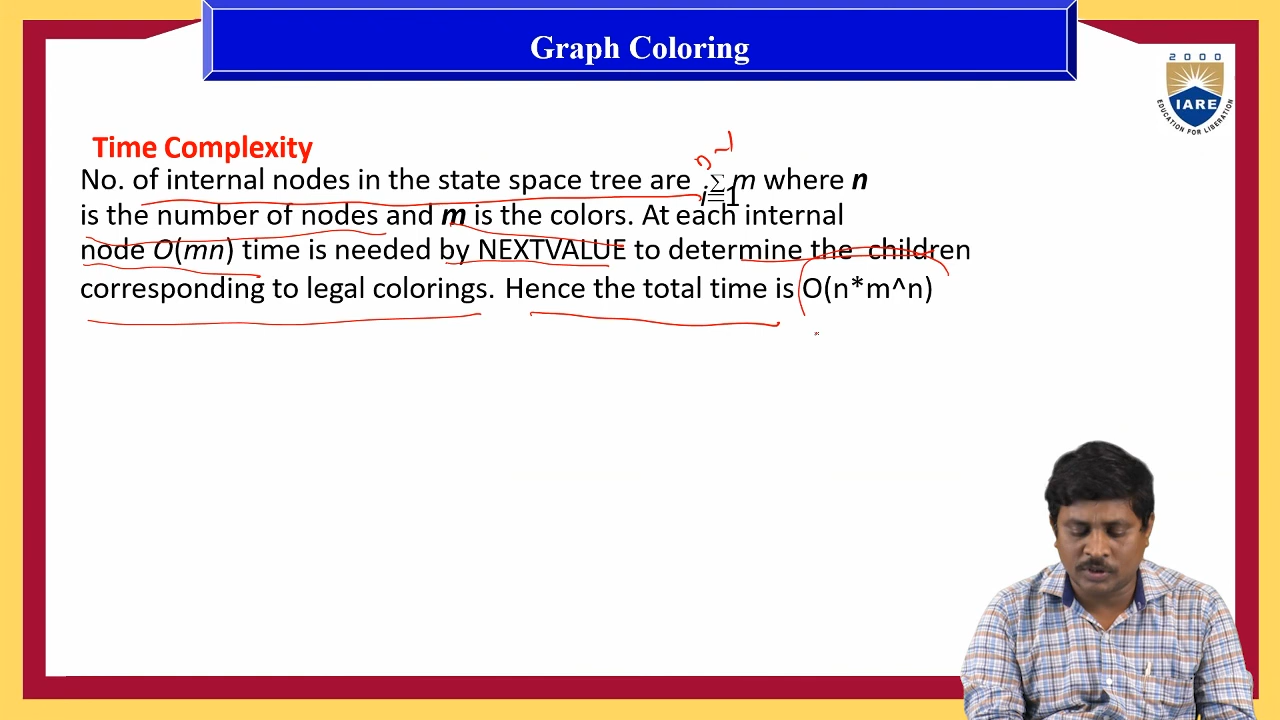 Graph Coloring
2000
IARE
EDUCATION FOR LIBERATION
Time Complexity
n-1
No. of internal nodes in the state space tree are ∑ m where n
i=1
is the number of nodes and m is the colors. At each internal
node O(mn) time is needed by NEXTVALUE to determine the children
corresponding to legal colorings. Hence the total time is O(n*m^n)